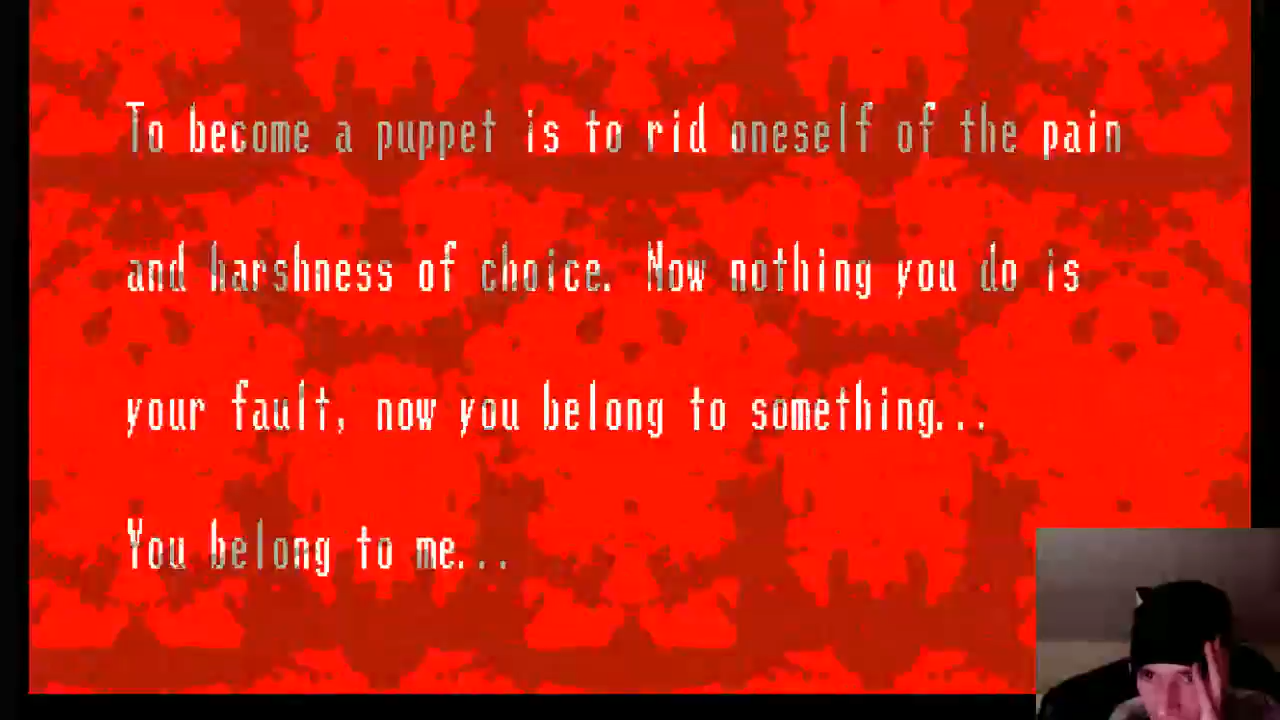 To become a puppet is to rid oneself of the pain
and harshness of choice. Now nothing you do is
your fault, now you belong to something...
You belong to me...